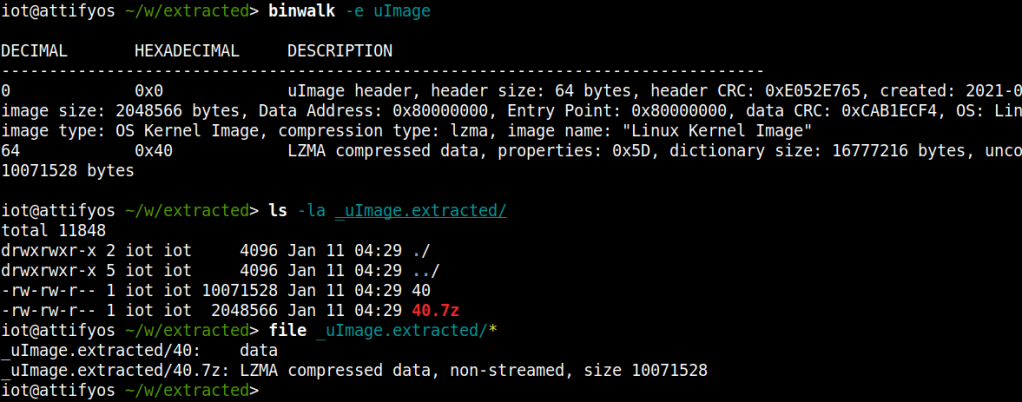 iot@attifyos ~/w/extracted> binwalk -e uImage
DECIMAL       HEXADECIMAL     DESCRIPTION
--------------------------------------------------------------------------------
0             0x0             uImage header, header size: 64 bytes, header CRC: 0xE052E765, created: 2021-0
image size: 2048566 bytes, Data Address: 0x80000000, Entry Point: 0x80000000, data CRC: 0xCAB1ECF4, OS: Lin
image type: OS Kernel Image, compression type: lzma, image name: "Linux Kernel Image"
64            0x40            LZMA compressed data, properties: 0x5D, dictionary size: 16777216 bytes, unco
10071528 bytes
iot@attifyos ~/w/extracted> ls -la _uImage.extracted/
total 11848
drwxrwxr-x 2 iot iot     4096 Jan 11 04:29 ./
drwxrwxr-x 5 iot iot     4096 Jan 11 04:29 ../
-rw-rw-r-- 1 iot iot 10071528 Jan 11 04:29 40
-rw-rw-r-- 1 iot iot  2048566 Jan 11 04:29 40.7z
iot@attifyos ~/w/extracted> file _uImage.extracted/*
_uImage.extracted/40:    data
_uImage.extracted/40.7z: LZMA compressed data, non-streamed, size 10071528
iot@attifyos ~/w/extracted>